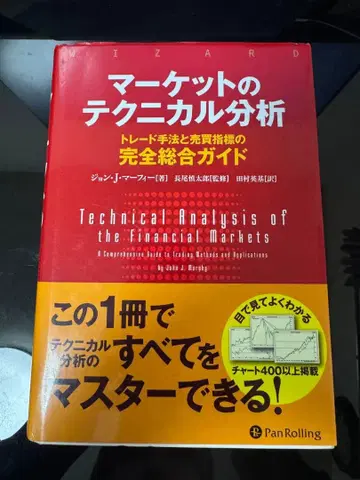 WIZARD
マーケットの
テクニカル分析
トレード手法と売買指標の
完全総合ガイド
ジョン・J・マーフィー[著] 長尾慎太郎[監修] 田村英基[訳]
Technical Analysis of
the Financial Markets
A Comprehensive Guide to Trading Methods and Applications
by John J. Murphy
この1冊で
テクニカル
分析の
すべてを
マスターできる!
目で見てよくわかる
チャート400以上掲載
PanRolling